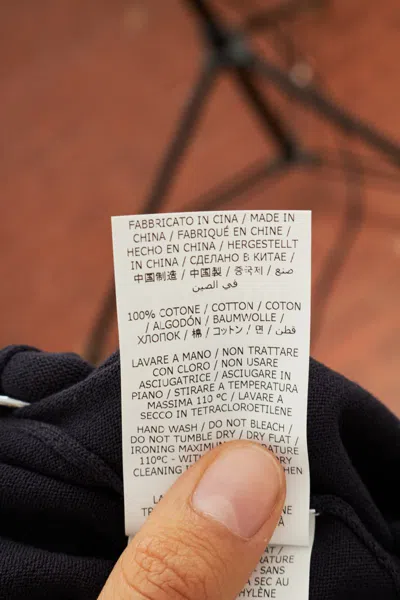 FABBRICATO IN CINA / MADE IN
CHINA / FABRIQUÉ EN CHINE /
HECHO EN CHINA / HERGESTELLT
IN CHINA / СДЕЛАНО В КИТАЕ /
中国制造 / 中国製 / 중국제 / صنع
في الصين
100% COTONE / COTTON / COTON
/ ALGODÓN / BAUMWOLLE /
ХЛОПОК / 棉 / コットン / 면 / قطن
LAVARE A MANO / NON TRATTARE
CON CLORO / NON USARE
ASCIUGATRICE / ASCIUGARE IN
PIANO / STIRARE A TEMPERATURA
MASSIMA 110 °C / LAVARE A
SECCO IN TETRACLOROETILENE
HAND WASH / DO NOT BLEACH /
DO NOT TUMBLE DRY / DRY FLAT /
IRONING MAXIMUM
110°C - WITH
CLEANING